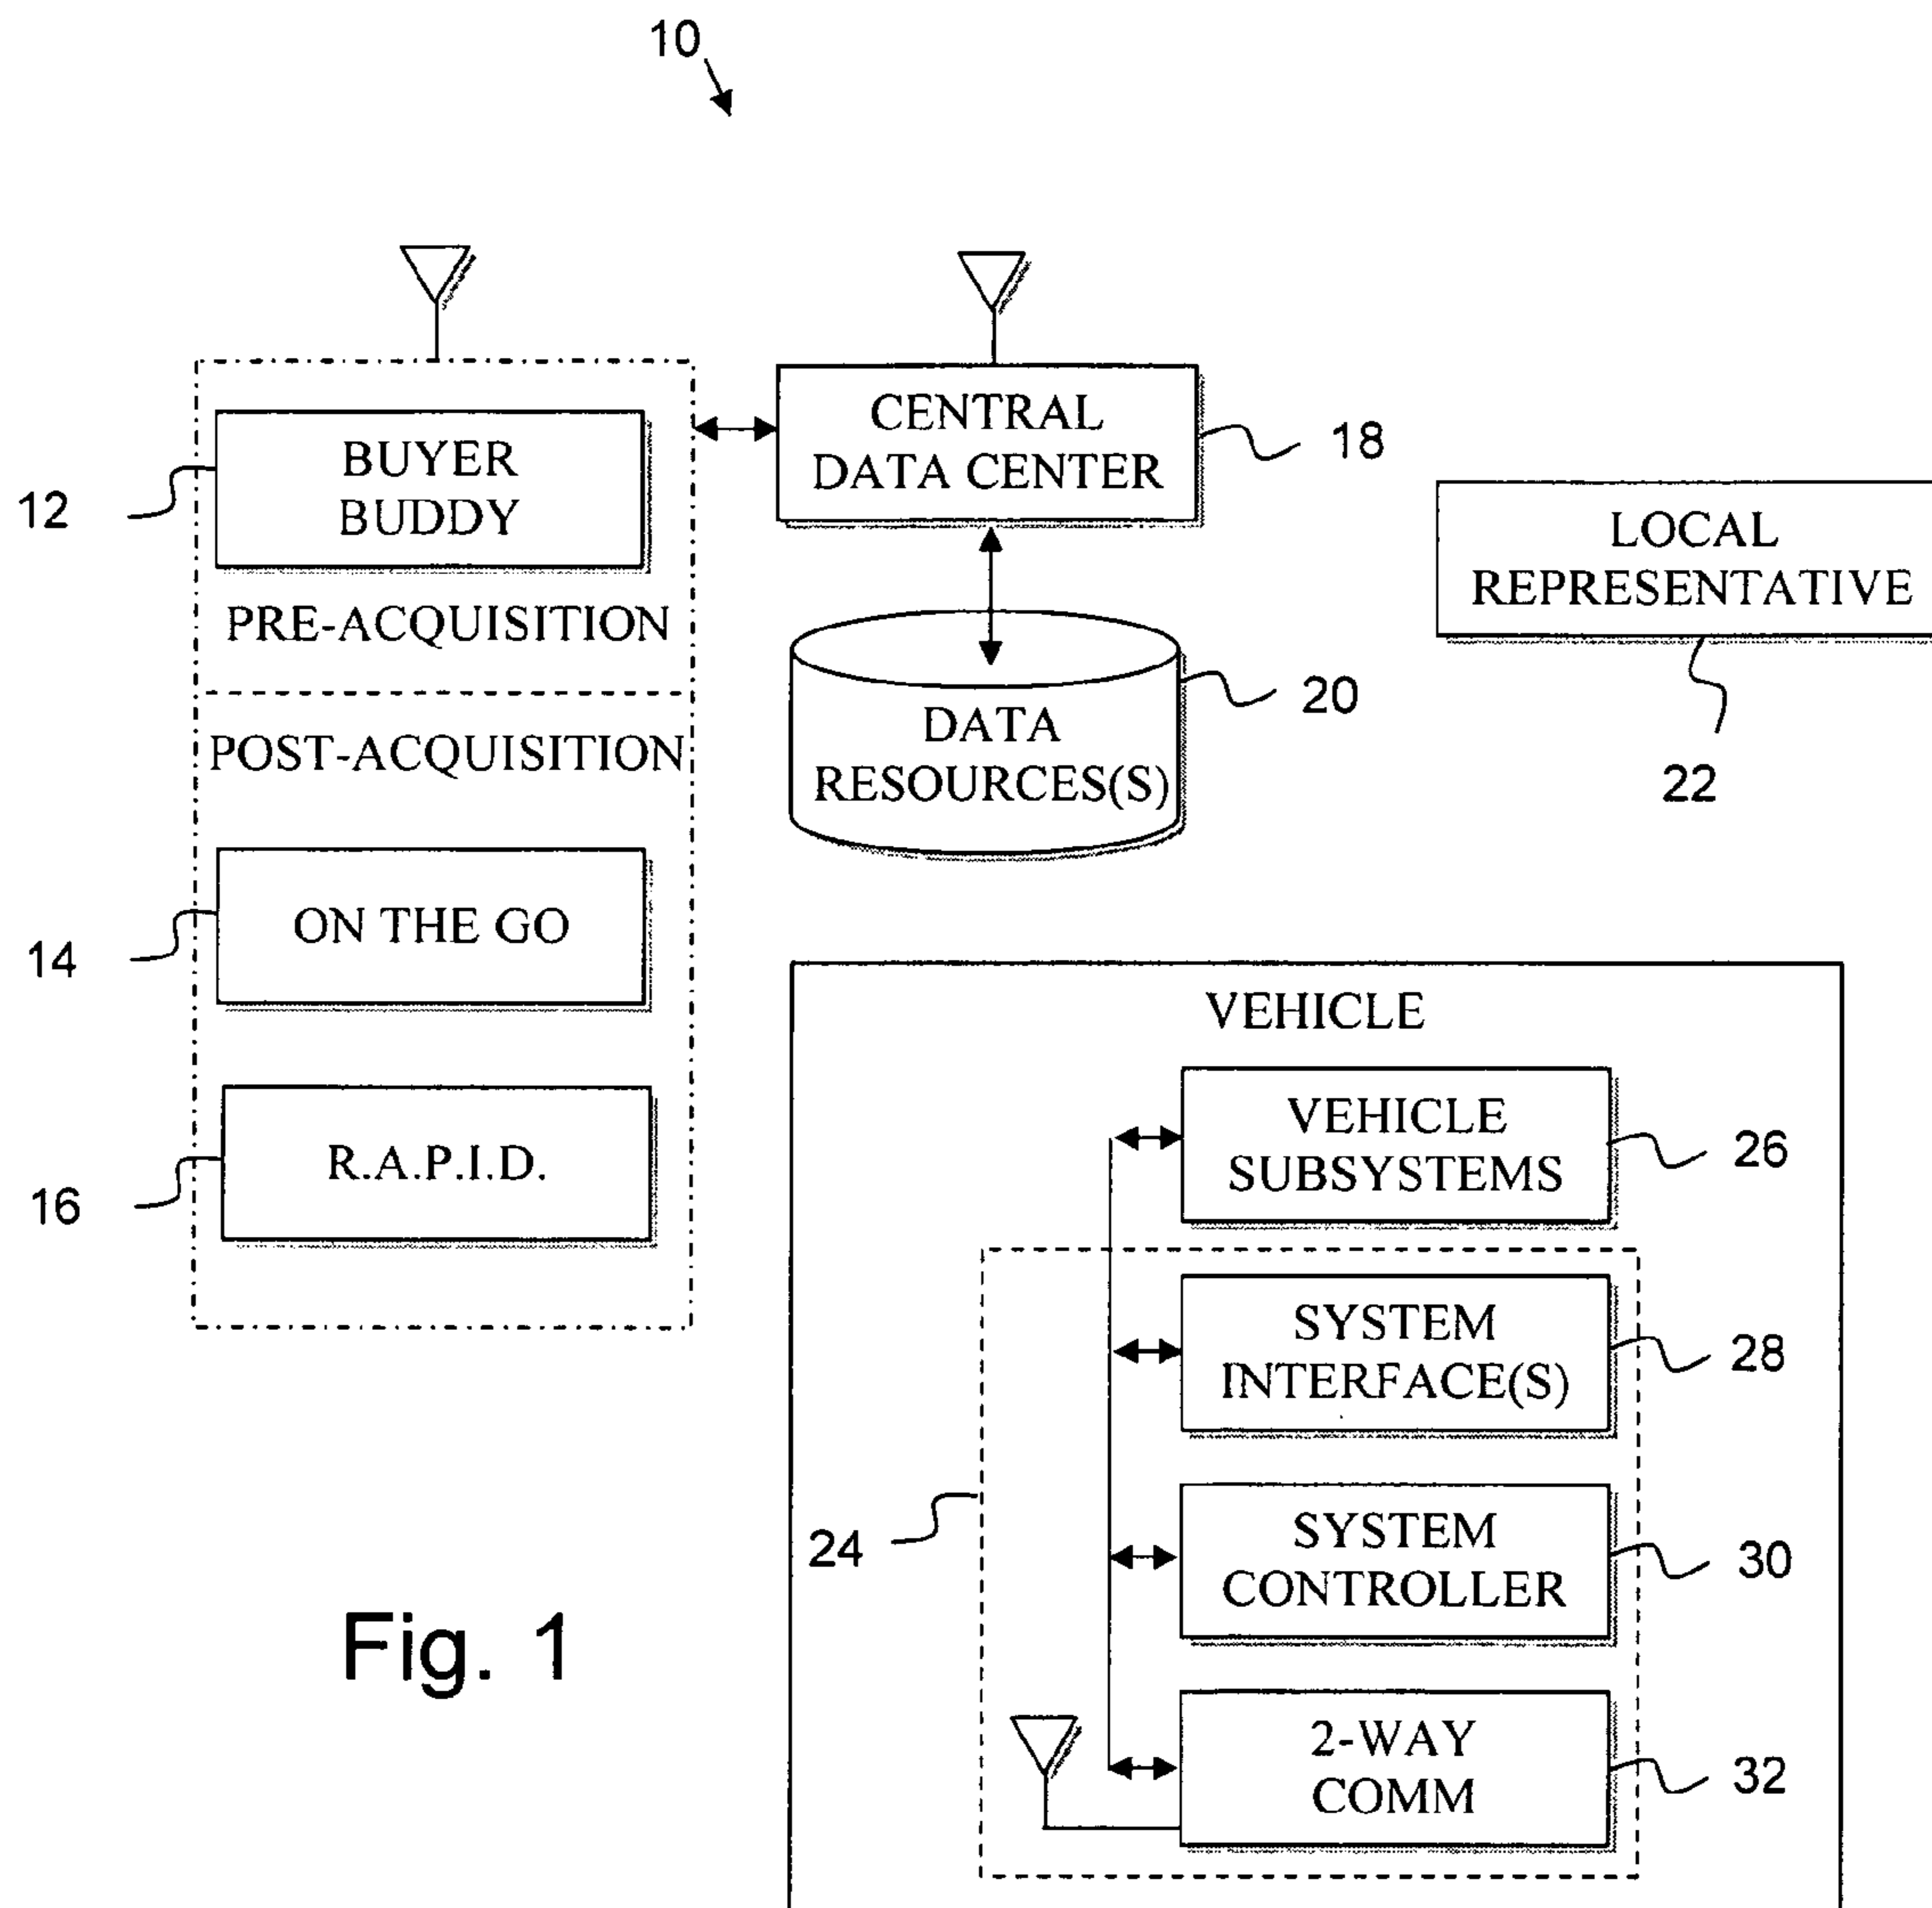 10
BUYER
BUDDY
12
PRE-ACQUISITION
POST-ACQUISITION
ON THE GO
14
R.A.P.I.D.
16
CENTRAL
DATA CENTER
18
DATA
RESOURCES(S)
20
LOCAL
REPRESENTATIVE
22
VEHICLE
VEHICLE
SUBSYSTEMS
26
SYSTEM
INTERFACE(S)
28
24
SYSTEM
CONTROLLER
30
2-WAY
COMM
32
Fig. 1